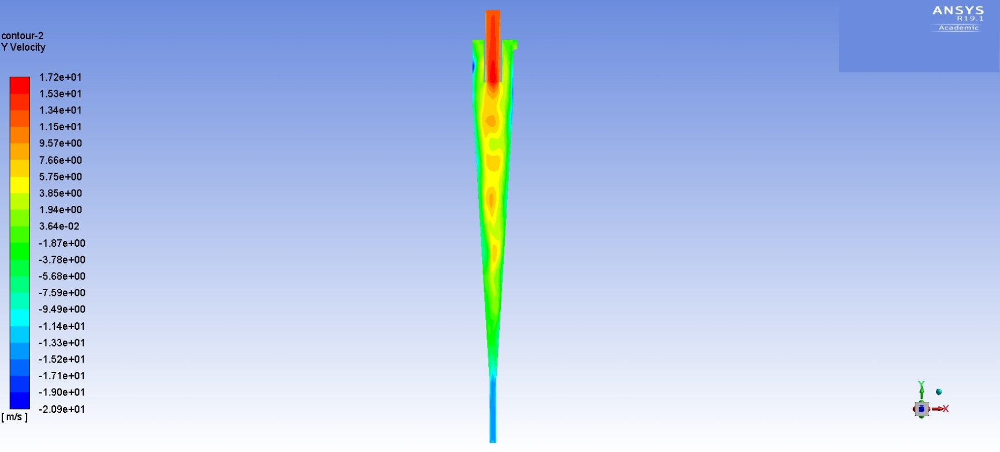 ANSYS
R19.1
Academic
contour-2
Y Velocity
1.72e+01
1.53e+01
1.34e+01
1.15e+01
9.57e+00
7.66e+00
5.75e+00
3.85e+00
1.94e+00
3.64e-02
-1.87e+00
-3.78e+00
-5.68e+00
-7.59e+00
-9.49e+00
-1.14e+01
-1.33e+01
-1.52e+01
-1.71e+01
-1.90e+01
-2.09e+01
[ m/s ]
Y
X